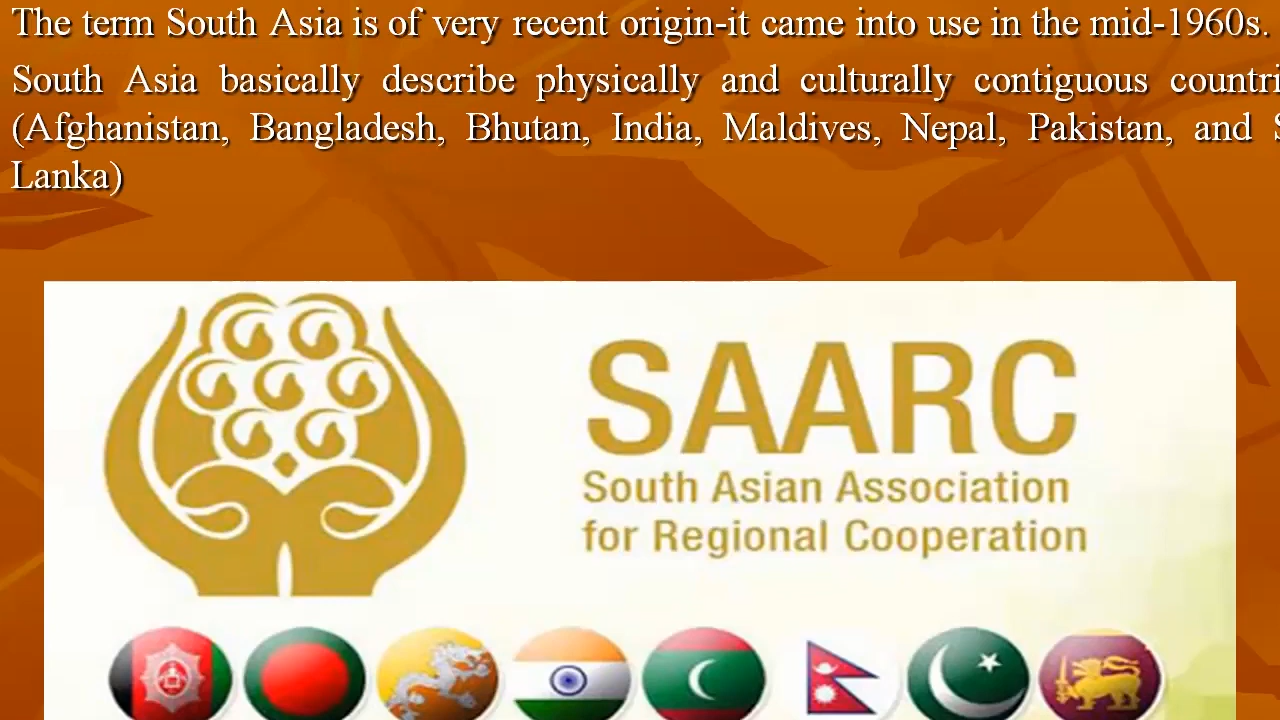 The term South Asia is of very recent origin-it came into use in the mid-1960s.
South Asia basically describe physically and culturally contiguous countri
(Afghanistan, Bangladesh, Bhutan, India, Maldives, Nepal, Pakistan, and S
Lanka)
SAARC
South Asian Association
for Regional Cooperation